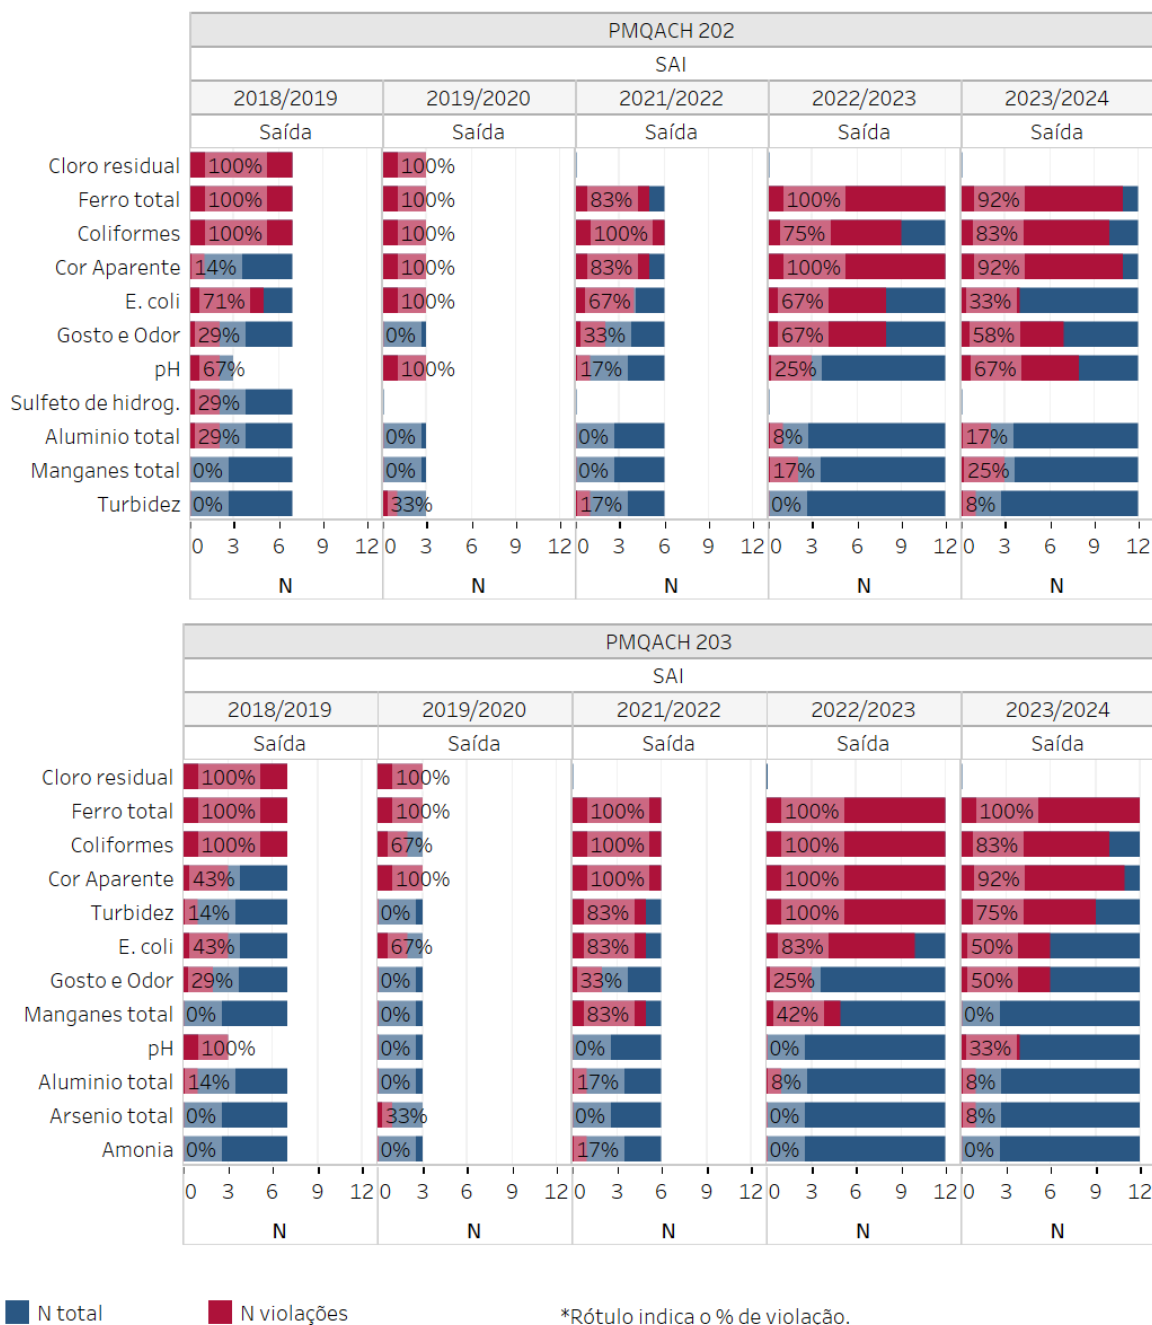 PMQACH 202
SAI
2018/2019 2019/2020 2021/2022 2022/2023 2023/2024
Saída Saída Saída Saída Saída
Cloro residual 100% 100%
Ferro total 100% 100% 83% 100% 92%
Coliformes 100% 100% 100% 75% 83%
Cor Aparente 14% 100% 83% 100% 92%
E. coli 71% 100% 67% 67% 33%
Gosto e Odor 29% 0% 33% 67% 58%
pH 67% 100% 17% 25% 67%
Sulfeto de hidrog. 29%
Aluminio total 29% 0% 0% 8% 17%
Manganes total 0% 0% 0% 17% 25%
Turbidez 0% 33% 17% 0% 8%
0 3 6 9 12 0 3 6 9 12 0 3 6 9 12 0 3 6 9 12 0 3 6 9 12
N N N N N
PMQACH 203
SAI
2018/2019 2019/2020 2021/2022 2022/2023 2023/2024
Saída Saída Saída Saída Saída
Cloro residual 100% 100%
Ferro total 100% 100% 100% 100% 100%
Coliformes 100% 67% 100% 100% 83%
Cor Aparente 43% 100% 100% 100% 92%
Turbidez 14% 0% 83% 100% 75%
E. coli 43% 67% 83% 83% 50%
Gosto e Odor 29% 0% 33% 25% 50%
Manganes total 0% 0% 83% 42% 0%
pH 100% 0% 0% 0% 33%
Aluminio total 14% 0% 17% 8% 8%
Arsenio total 0% 33% 0% 0% 8%
Amonia 0% 0% 17% 0% 0%
0 3 6 9 12 0 3 6 9 12 0 3 6 9 12 0 3 6 9 12 0 3 6 9 12
N N N N N
N total N violações *Rótulo indica o % de violacão.